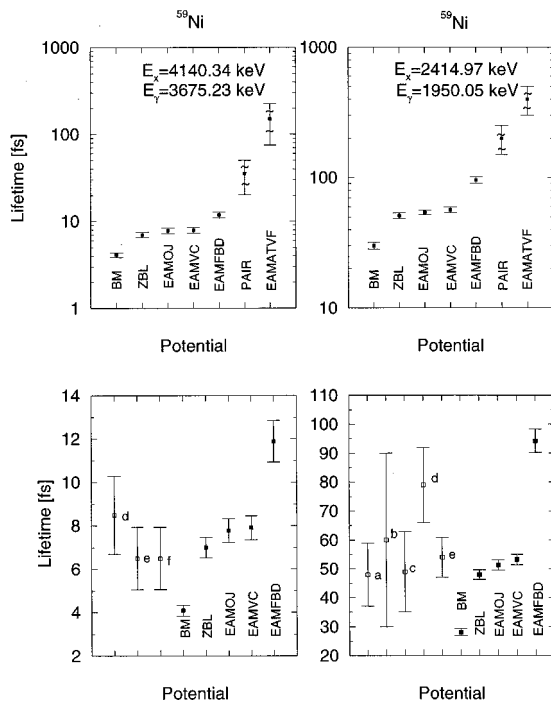 ⁵⁹Ni
⁵⁹Ni
Lifetime [fs]
1000
100
10
1
Eₓ=4140.34 keV
Eᵧ=3675.23 keV
BM
ZBL
EAMOJ
EAMVC
EAMFBD
PAIR
EAMATVF
Potential
1000
100
10
Eₓ=2414.97 keV
Eᵧ=1950.05 keV
BM
ZBL
EAMOJ
EAMVC
EAMFBD
PAIR
EAMATVF
Potential
Lifetime [fs]
14
12
10
8
6
4
2
d
e
f
BM
ZBL
EAMOJ
EAMVC
EAMFBD
Potential
100
90
80
70
60
50
40
30
20
a
b
c
d
e
BM
ZBL
EAMOJ
EAMVC
EAMFBD
Potential